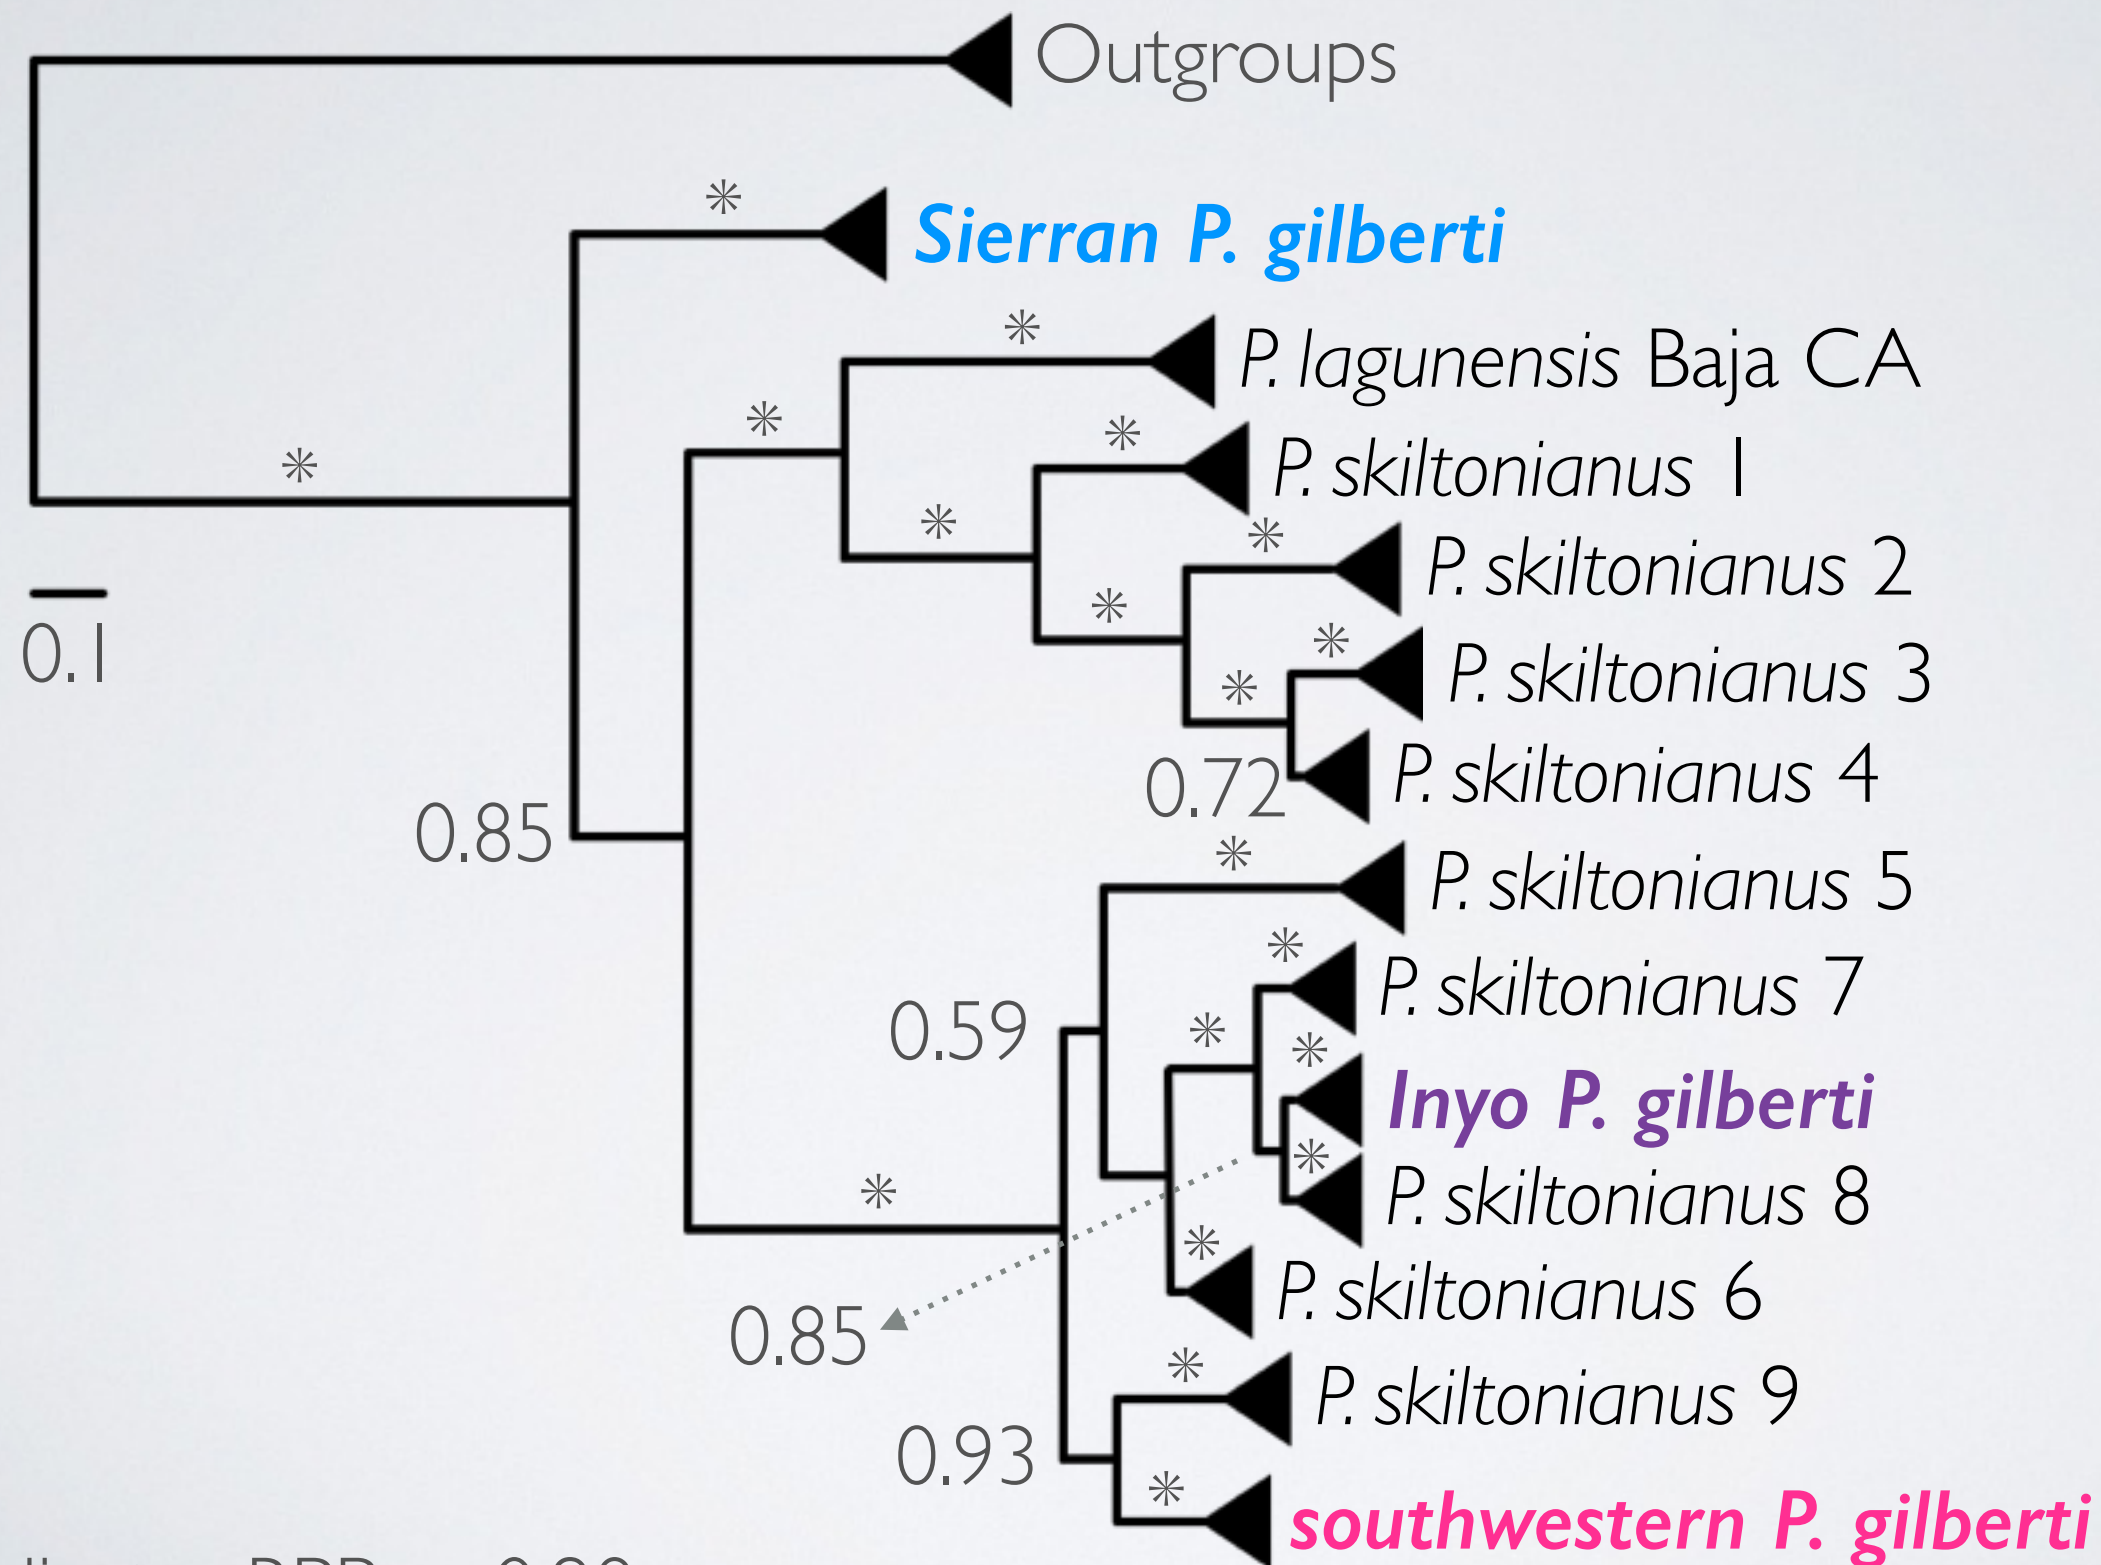 Outgroups
*
Sierran P. gilberti
*
P. lagunensis Baja CA
*
*
P. skiltonianus 1
*
*
*
P. skiltonianus 2
*
0.1
*
P. skiltonianus 3
*
0.72
P. skiltonianus 4
0.85
*
P. skiltonianus 5
*
P. skiltonianus 7
0.59
*
*
Inyo P. gilberti
*
P. skiltonianus 8
*
*
P. skiltonianus 6
0.85
*
P. skiltonianus 9
0.93
*
southwestern P. gilberti